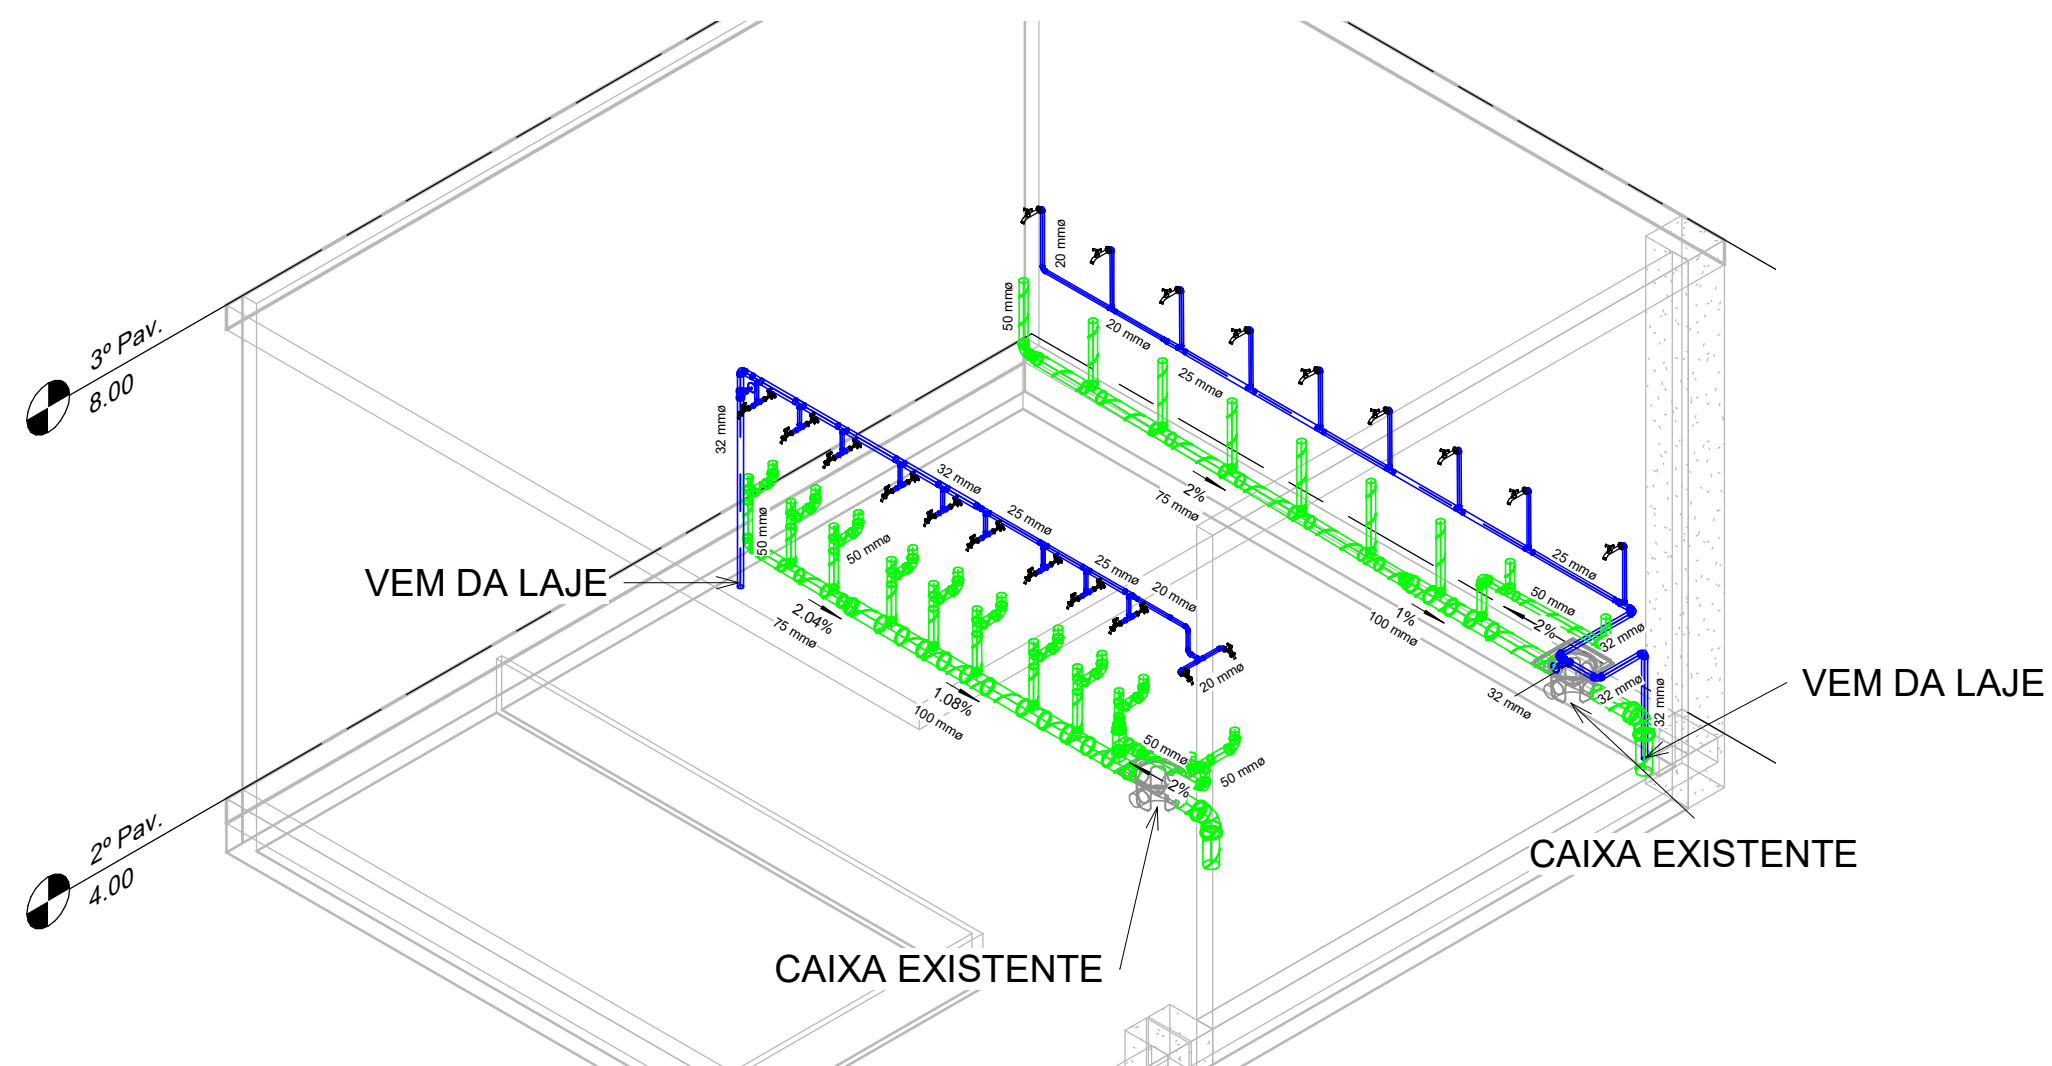 3º Pav.
8.00
2º Pav.
4.00
20 mmø
50 mmø
20 mmø
25 mmø
2%
75 mmø
25 mmø
50 mmø
1%
100 mmø
2%
32 mmø
32 mmø
32 mmø
32 mmø
VEM DA LAJE
CAIXA EXISTENTE
32 mmø
50 mmø
VEM DA LAJE
32 mmø
25 mmø
50 mmø
25 mmø
20 mmø
20 mmø
2.04%
75 mmø
1.08%
100 mmø
50 mmø
2%
50 mmø
CAIXA EXISTENTE